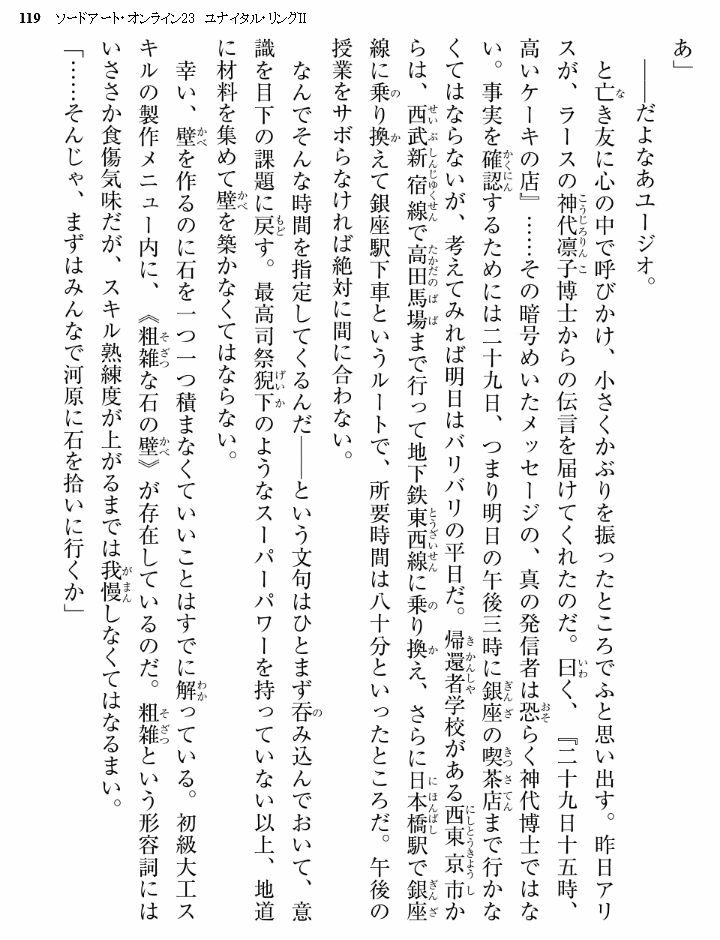 119 ソードアート・オンライン23 ユナイタル・リングⅡ
あ」
――だよなあユージオ。
と亡き友に心の中で呼びかけ、小さくかぶりを振ったところでふと思い出す。昨日アリ
スが、ラースの神代凛子博士からの伝言を届けてくれたのだ。曰く、『二十九日十五時、
高いケーキの店』……その暗号めいたメッセージの、真の発信者は恐らく神代博士ではな
い。事実を確認するためには二十九日、つまり明日の午後三時に銀座の喫茶店まで行かな
くてはならないが、考えてみれば明日はバリバリの平日だ。帰還者学校がある西東京市か
らは、西武新宿線で高田馬場まで行って地下鉄東西線に乗り換え、さらに日本橋駅で銀座
線に乗り換えて銀座駅下車というルートで、所要時間は八十分といったところだ。午後の
授業をサボらなければ絶対に間に合わない。
なんでそんな時間を指定してくるんだ――という文句はひとまず呑み込んでおいて、意
識を目下の課題に戻す。最高司祭猊下のようなスーパーパワーを持っていない以上、地道
に材料を集めて壁を築かなくてはならない。
幸い、壁を作るのに石を一つ一つ積まなくていいことはすでに解っている。初級大工ス
キルの製作メニュー内に、《粗雑な石の壁》が存在しているのだ。粗雑という形容詞には
いささか食傷気味だが、スキル熟練度が上がるまでは我慢しなくてはなるまい。
「……そんじゃ、まずはみんなで河原に石を拾いに行くか」